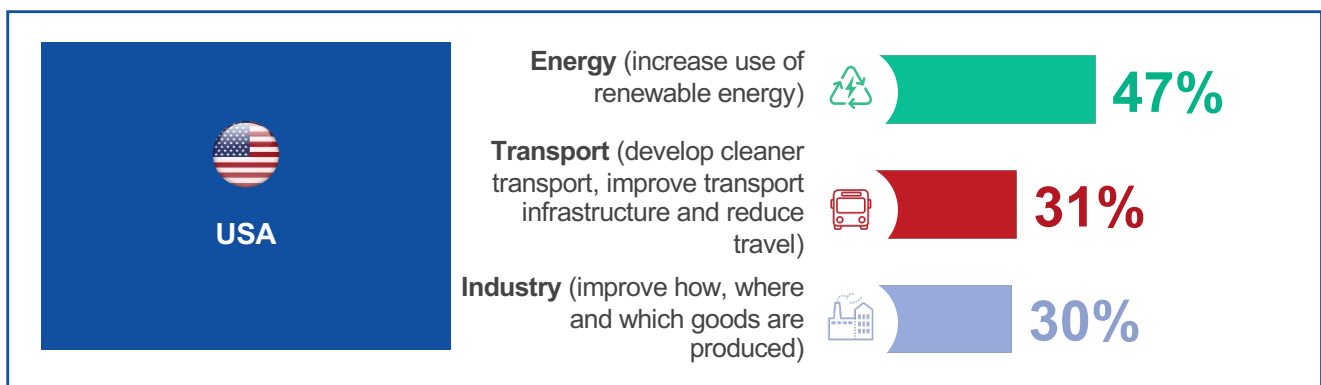 USA
Energy (increase use of
renewable energy)
47%
Transport (develop cleaner
transport, improve transport
infrastructure and reduce
travel)
31%
Industry (improve how, where
and which goods are
produced)
30%